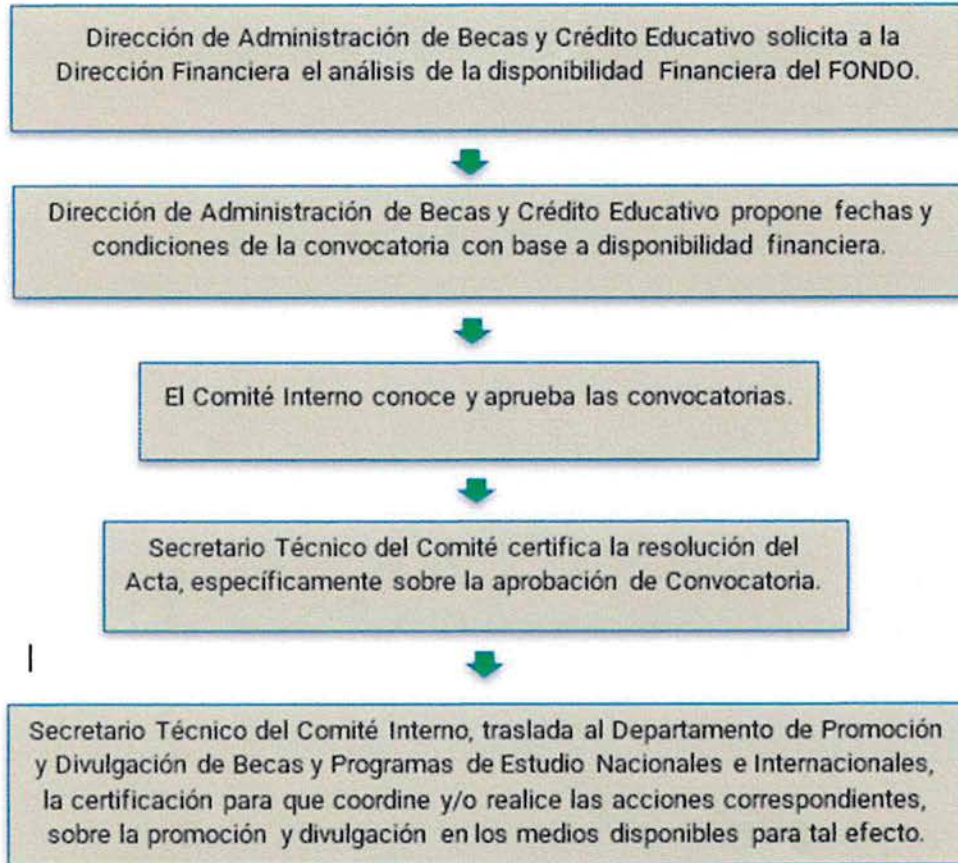 Dirección de Administración de Becas y Crédito Educativo solicita a la
Dirección Financiera el análisis de la disponibilidad Financiera del FONDO.
Dirección de Administración de Becas y Crédito Educativo propone fechas y
condiciones de la convocatoria con base a disponibilidad financiera.
El Comité Interno conoce y aprueba las convocatorias.
Secretario Técnico del Comité certifica la resolución del
Acta, específicamente sobre la aprobación de Convocatoria.
Secretario Técnico del Comité Interno, traslada al Departamento de Promoción
y Divulgación de Becas y Programas de Estudio Nacionales e Internacionales,
la certificación para que coordine y/o realice las acciones correspondientes,
sobre la promoción y divulgación en los medios disponibles para tal efecto.